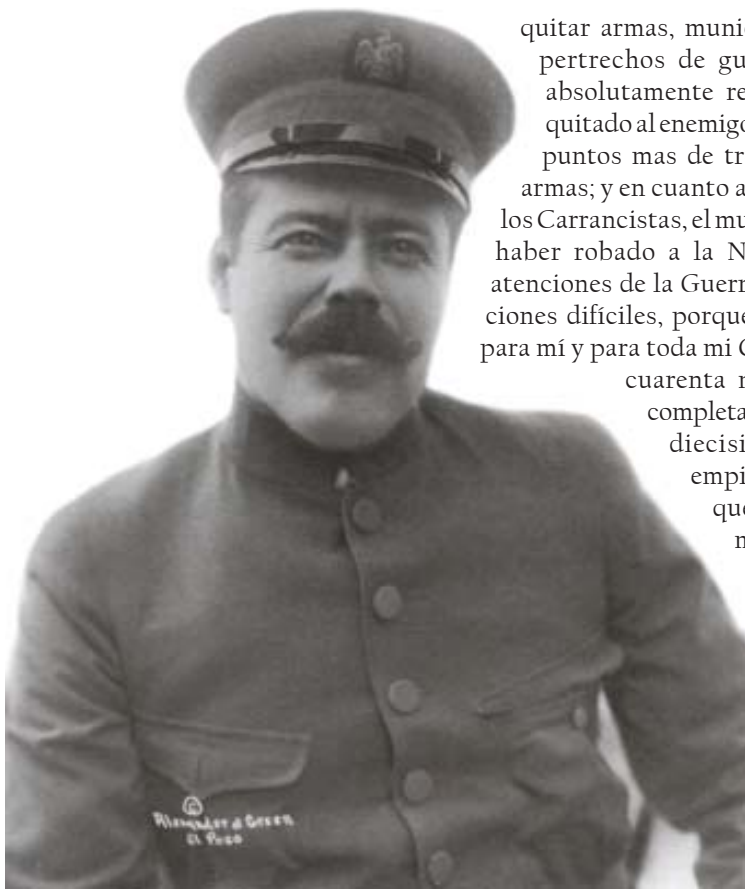 quitar armas, munic
pertrechos de gu
absolutamente re
quitado al enemigo
puntos mas de tr
armas; y en cuanto a
los Carrancistas, el mu
haber robado a la N
atenciones de la Guerr
ciones difíciles, porque
para mí y para toda mi
cuarenta
completa
diecisi
empi
que
©
Alexander & Green
El Paso